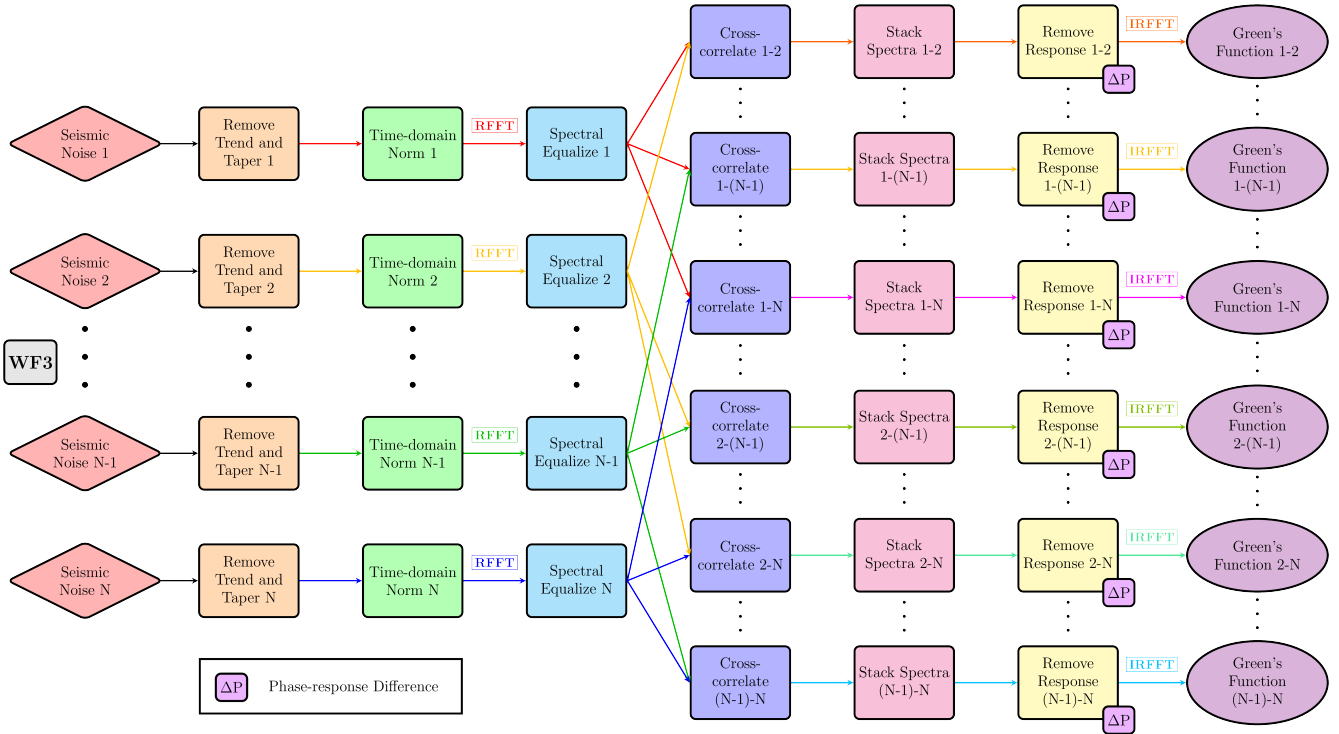 Seismic
Noise 1
Remove
Trend and
Taper 1
Time-domain
Norm 1
RFFT
Spectral
Equalize 1
Seismic
Noise 2
Remove
Trend and
Taper 2
Time-domain
Norm 2
RFFT
Spectral
Equalize 2
WF3
Seismic
Noise N-1
Remove
Trend and
Taper N-1
Time-domain
Norm N-1
RFFT
Spectral
Equalize N-1
Seismic
Noise N
Remove
Trend and
Taper N
Time-domain
Norm N
RFFT
Spectral
Equalize N
Cross-
correlate 1-2
Stack
Spectra 1-2
Remove
Response 1-2
ΔP
IRFFT
Green's
Function 1-2
Cross-
correlate
1-(N-1)
Stack Spectra
1-(N-1)
Remove
Response
1-(N-1)
ΔP
IRFFT
Green's
Function
1-(N-1)
Cross-
correlate 1-N
Stack
Spectra 1-N
Remove
Response 1-N
ΔP
IRFFT
Green's
Function 1-N
Cross-
correlate
2-(N-1)
Stack Spectra
2-(N-1)
Remove
Response
2-(N-1)
ΔP
IRFFT
Green's
Function
2-(N-1)
Cross-
correlate 2-N
Stack
Spectra 2-N
Remove
Response 2-N
ΔP
IRFFT
Green's
Function 2-N
Cross-
correlate
(N-1)-N
Stack Spectra
(N-1)-N
Remove
Response
(N-1)-N
ΔP
IRFFT
Green's
Function
(N-1)-N
ΔP Phase-response Difference